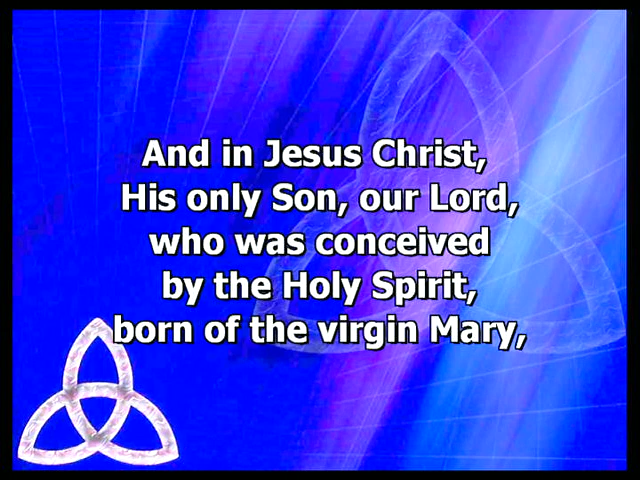 And in Jesus Christ,
His only Son, our Lord,
who was conceived
by the Holy Spirit,
born of the virgin Mary,